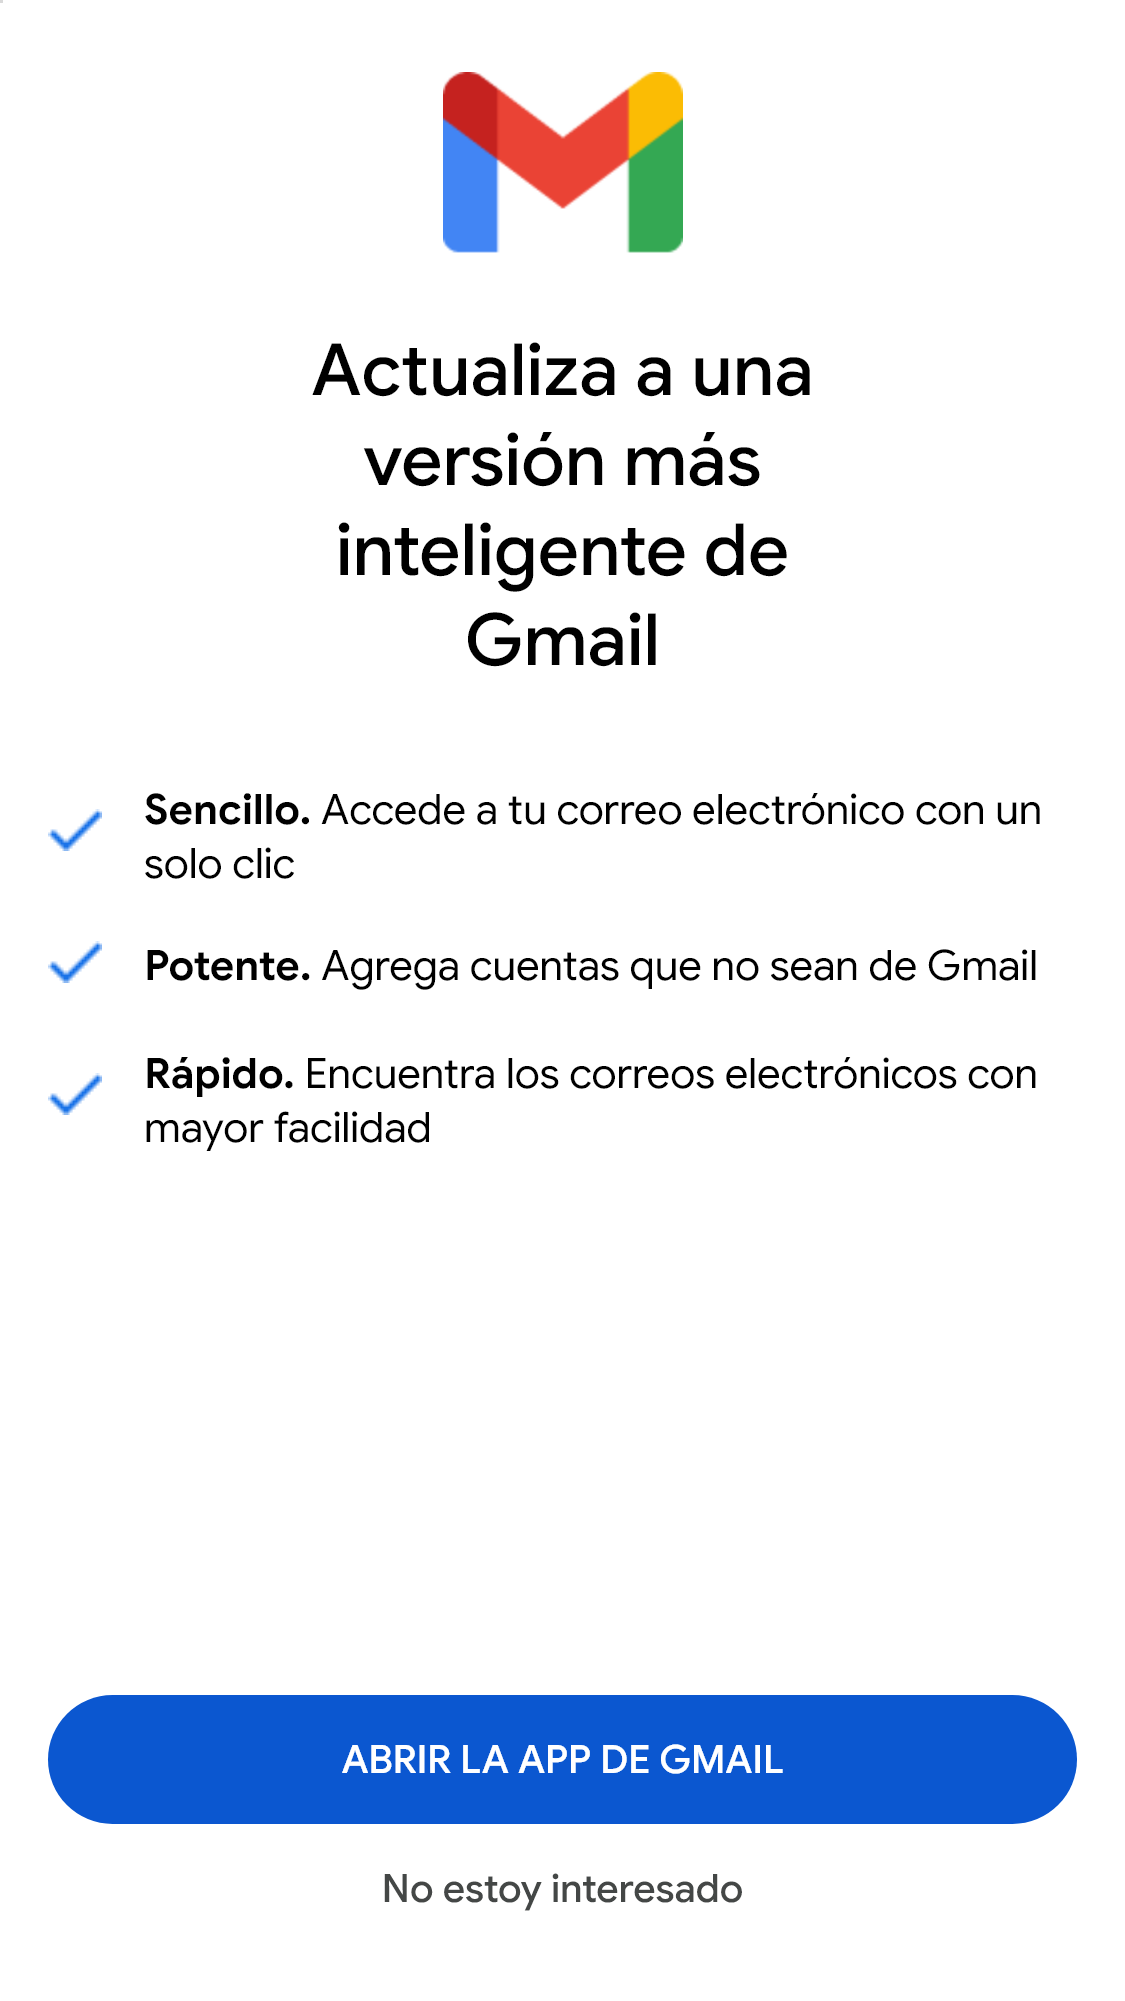 Actualiza a una
versión más
inteligente de
Gmail
Sencillo. Accede a tu correo electrónico con un
solo clic
Potente. Agrega cuentas que no sean de Gmail
Rápido. Encuentra los correos electrónicos con
mayor facilidad
ABRIR LA APP DE GMAIL
No estoy interesado